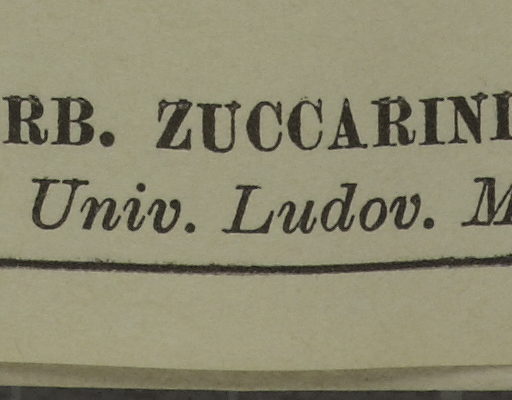 RB. ZUCCARINI
Univ. Ludov. M